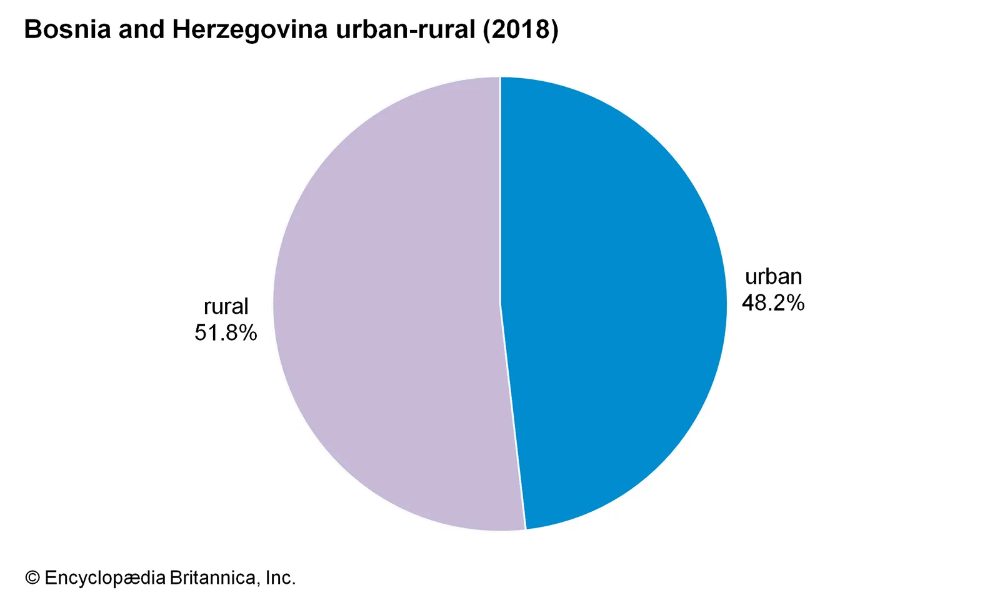 Bosnia and Herzegovina urban-rural (2018)
urban
48.2%
rural
51.8%
© Encyclopædia Britannica, Inc.